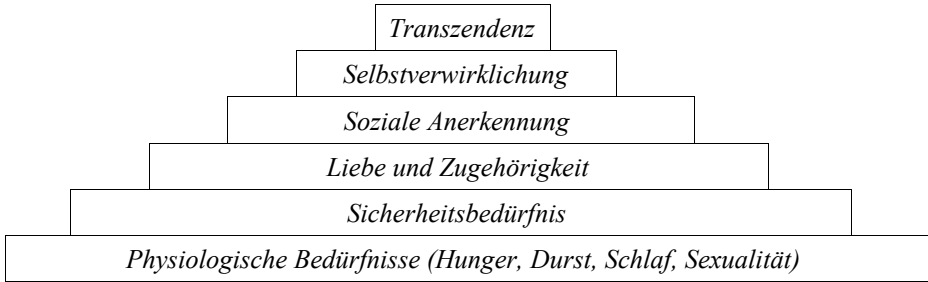 Transzendenz
Selbstverwirklichung
Soziale Anerkennung
Liebe und Zugehörigkeit
Sicherheitsbedürfnis
Physiologische Bedürfnisse (Hunger, Durst, Schlaf, Sexualität)